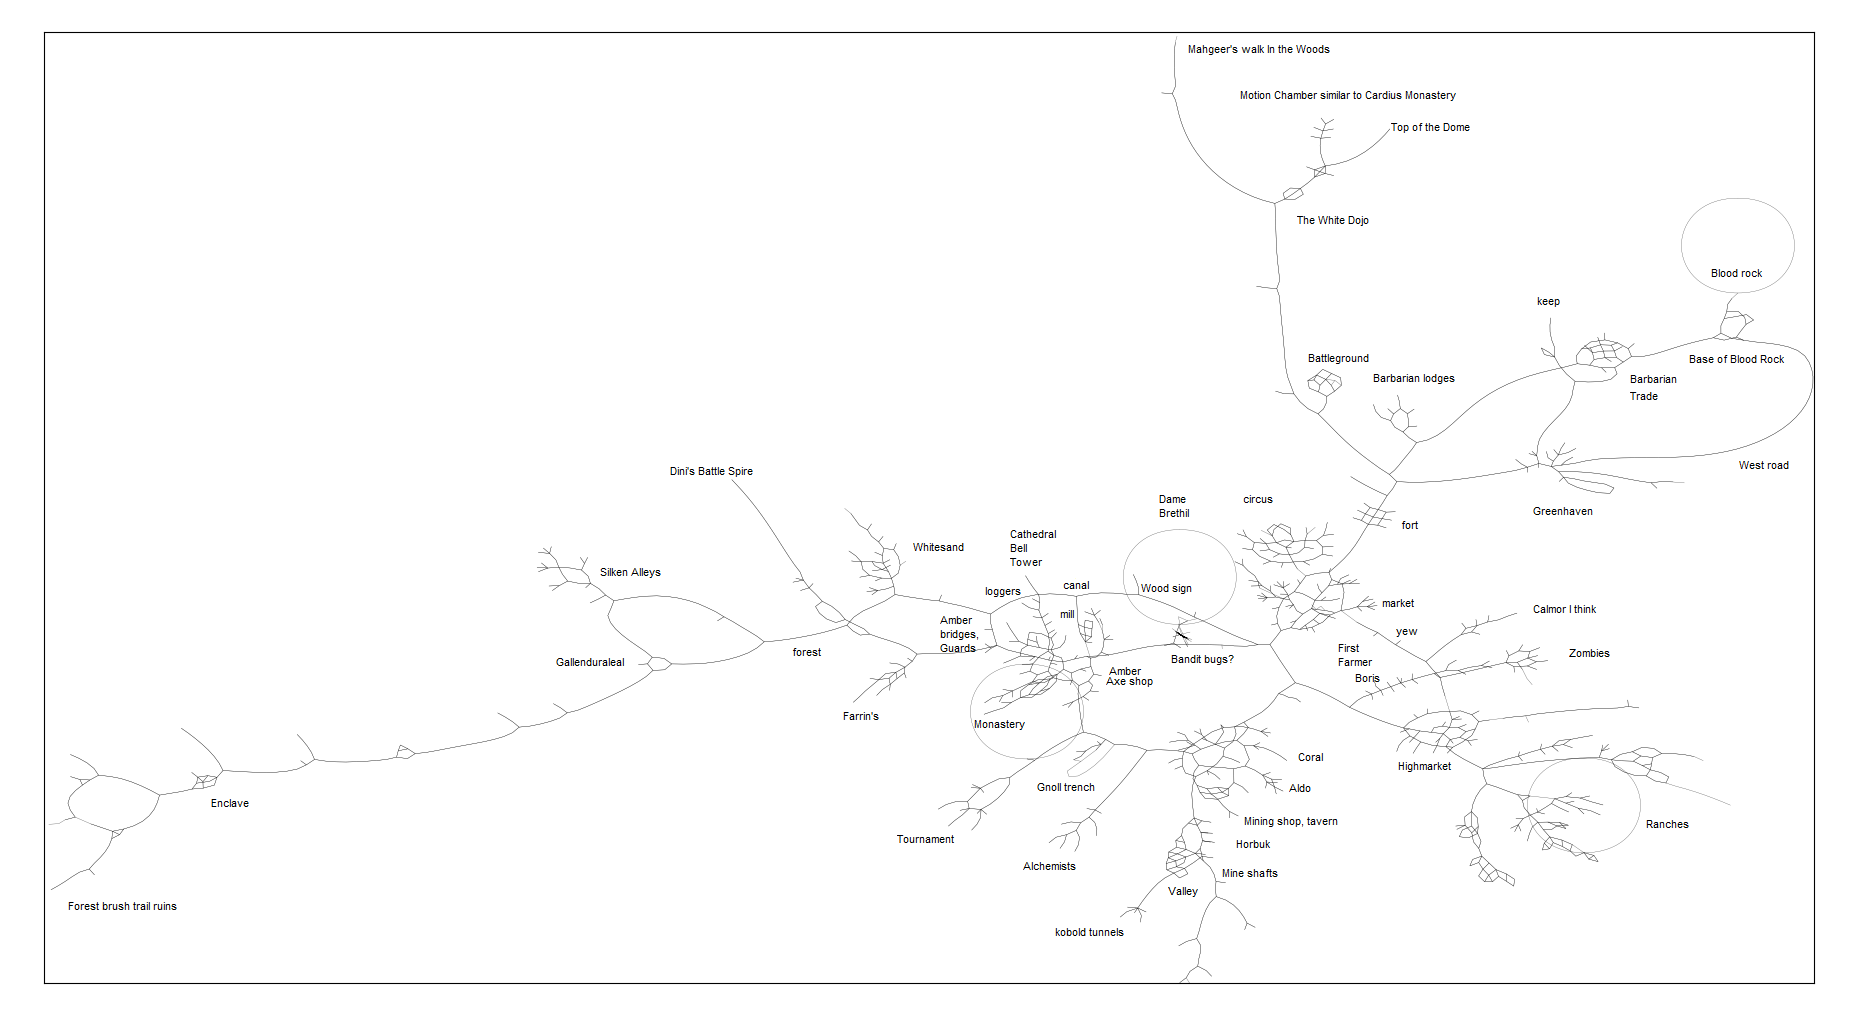 Mahgeer's walk In the Woods
Motion Chamber similar to Cardius Monastery
Top of the Dome
The White Dojo
Blood rock
keep
Battleground
Base of Blood Rock
Barbarian lodges
Barbarian
Trade
West road
Dini's Battle Spire
Dame
Brethil
circus
Greenhaven
fort
Cathedral
Bell
Tower
Whitesand
Silken Alleys
loggers
canal
Wood sign
market
Calmor I think
mill
Amber
bridges,
Guards
yew
forest
First
Farmer
Boris
Zombies
Gallenduraleal
Bandit bugs?
Amber
Axe shop
Farrin's
Monastery
Coral
Highmarket
Gnoll trench
Aldo
Enclave
Mining shop, tavern
Ranches
Tournament
Horbuk
Alchemists
Mine shafts
Valley
Forest brush trail ruins
kobold tunnels